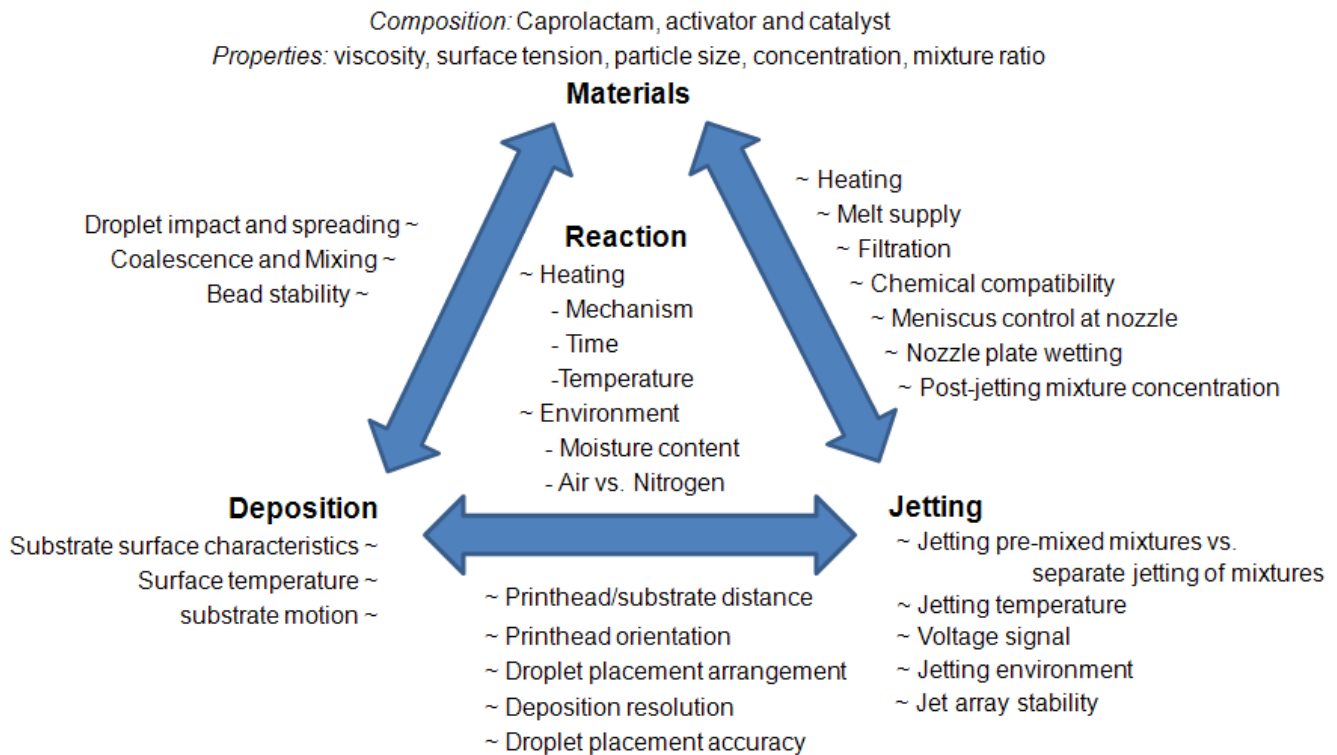 Composition: Caprolactam, activator and catalyst
Properties: viscosity, surface tension, particle size, concentration, mixture ratio
Materials
Droplet impact and spreading ~
Coalescence and Mixing ~
Bead stability ~
~ Heating
~ Melt supply
~ Filtration
~ Chemical compatibility
~ Meniscus control at nozzle
~ Nozzle plate wetting
~ Post-jetting mixture concentration
Reaction
~ Heating
- Mechanism
- Time
-Temperature
~ Environment
- Moisture content
- Air vs. Nitrogen
Deposition
Substrate surface characteristics ~
Surface temperature ~
substrate motion ~
~ Printhead/substrate distance
~ Printhead orientation
~ Droplet placement arrangement
~ Deposition resolution
~ Droplet placement accuracy
Jetting
~ Jetting pre-mixed mixtures vs.
separate jetting of mixtures
~ Jetting temperature
~ Voltage signal
~ Jetting environment
~ Jet array stability